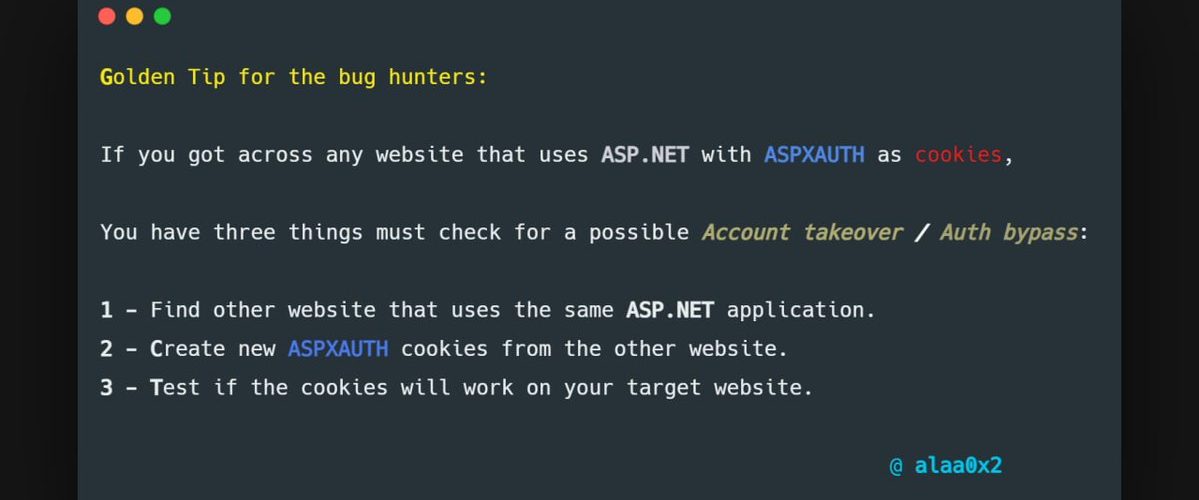 Golden Tip for the bug hunters:
If you got across any website that uses ASP.NET with ASPXAUTH as cookies,
You have three things must check for a possible Account takeover / Auth bypass:
1 - Find other website that uses the same ASP.NET application.
2 - Create new ASPXAUTH cookies from the other website.
3 - Test if the cookies will work on your target website.
@ alaa0x2